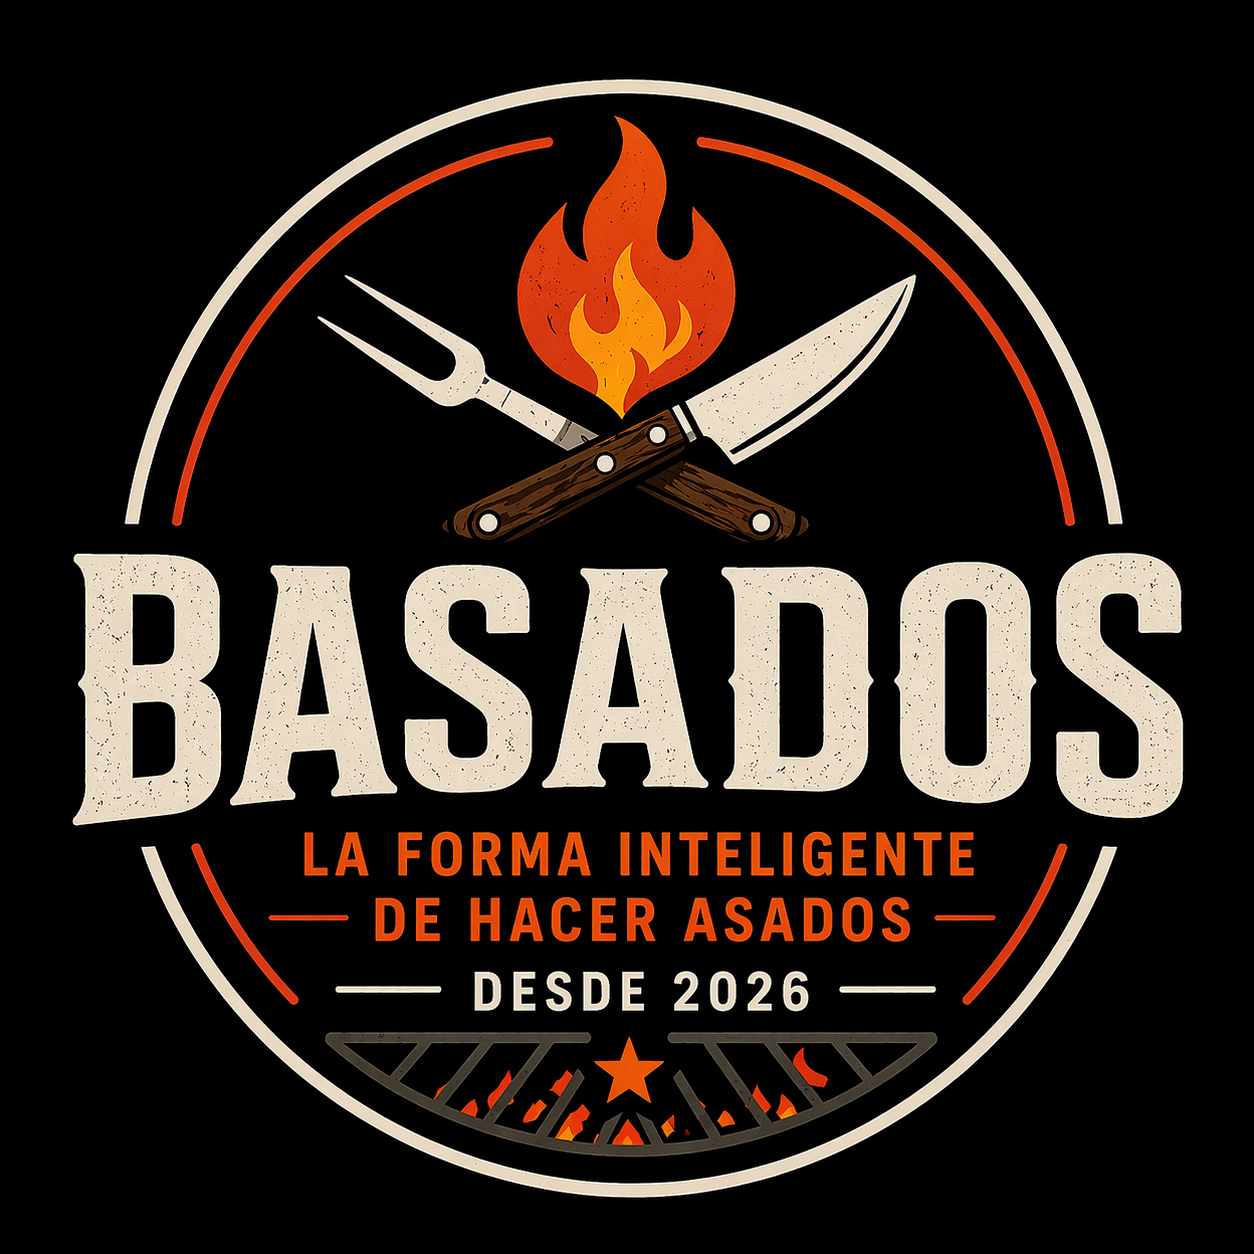 BASADOS
LA FORMA INTELIGENTE
DE HACER ASADOS
DESDE 2026